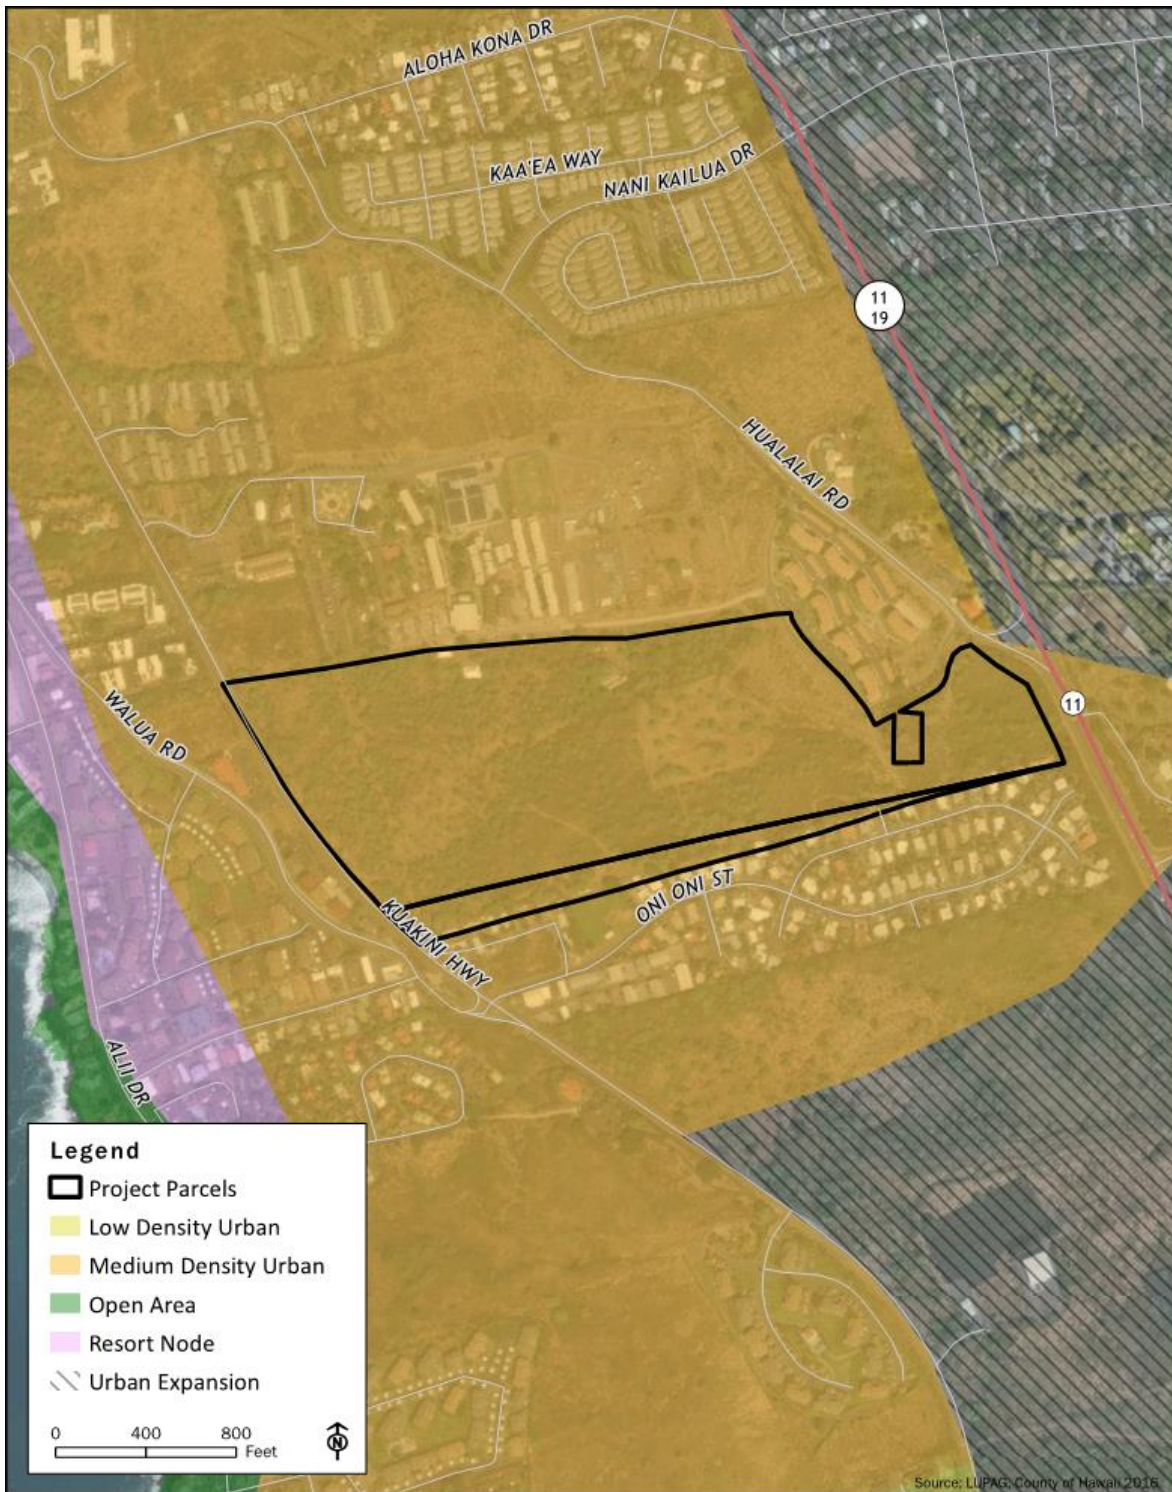 ALOHA KONA DR
KAA'EA WAY
NANI KAILUA DR
11
19
HUALALAI RD
11
WALUA RD
ONI ONI ST
KUAKINI HWY
ALII DR
Legend
Project Parcels
Low Density Urban
Medium Density Urban
Open Area
Resort Node
Urban Expansion
0 400 800
Feet
N
Source: LUPAG, County of Hawaii 2016